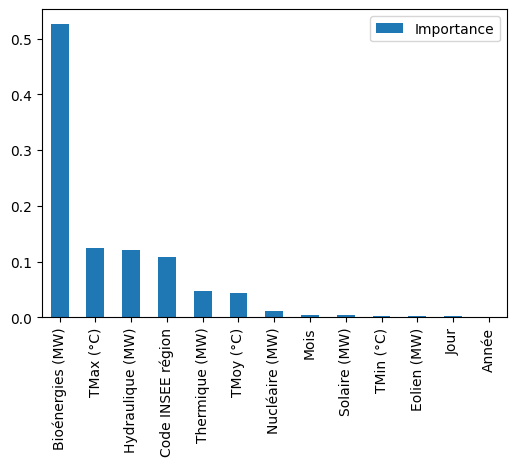 Importance
0.5
0.4
0.3
0.2
0.1
0.0
Bioénergies (MW)
TMax (°C)
Hydraulique (MW)
Code INSEE région
Thermique (MW)
TMoy (°C)
Nucléaire (MW)
Mois
Solaire (MW)
TMin (°C)
Eolien (MW)
Jour
Année